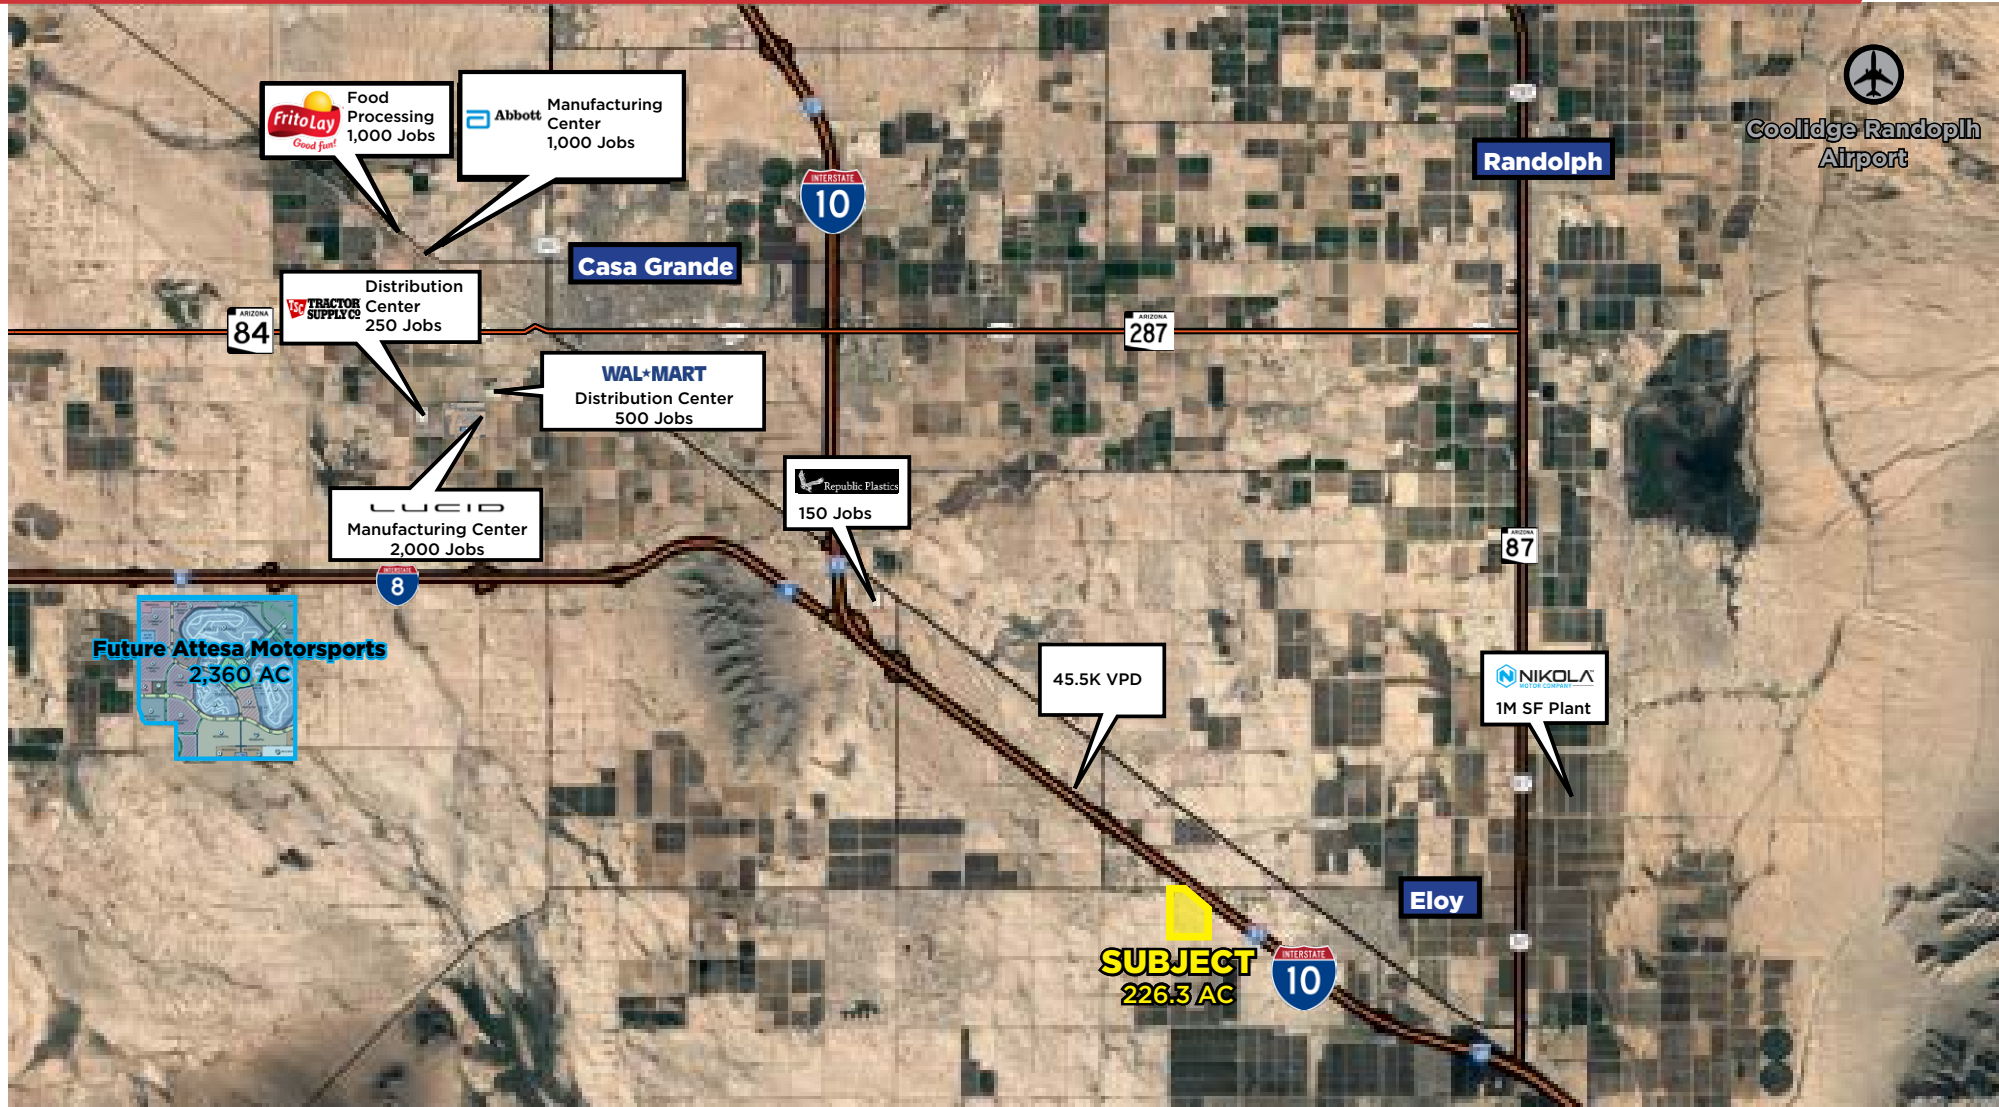 FritoLay
Good fun!
Food
Processing
1,000 Jobs
Abbott
Manufacturing
Center
1,000 Jobs
INTERSTATE
10
Casa Grande
Randolph
Coolidge Randoplh
Airport
ARIZONA
84
TSC TRACTOR
SUPPLY CO
Distribution
Center
250 Jobs
ARIZONA
287
WAL★MART
Distribution Center
500 Jobs
Republic Plastics
150 Jobs
LUCID
Manufacturing Center
2,000 Jobs
INTERSTATE
8
ARIZONA
87
Future Attesa Motorsports
2,360 AC
45.5K VPD
NIKOLA
MOTOR COMPANY
1M SF Plant
Eloy
SUBJECT
226.3 AC
INTERSTATE
10